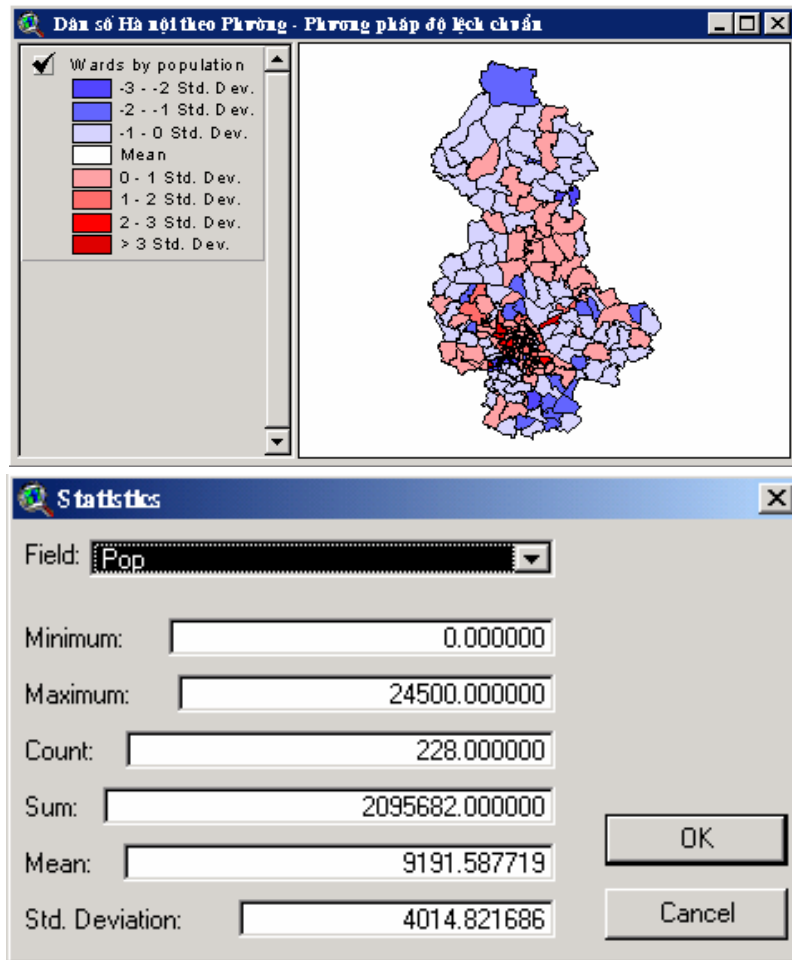 Dân số Hà nội theo Phường - Phương pháp độ lệch chuẩn
Wards by population
-3 - -2 Std. Dev.
-2 - -1 Std. Dev.
-1 - 0 Std. Dev.
Mean
0 - 1 Std. Dev.
1 - 2 Std. Dev.
2 - 3 Std. Dev.
> 3 Std. Dev.
Statistics
Field: Pop
Minimum: 0.000000
Maximum: 24500.000000
Count: 228.000000
Sum: 2095682.000000
Mean: 9191.587719
Std. Deviation: 4014.821686
OK
Cancel